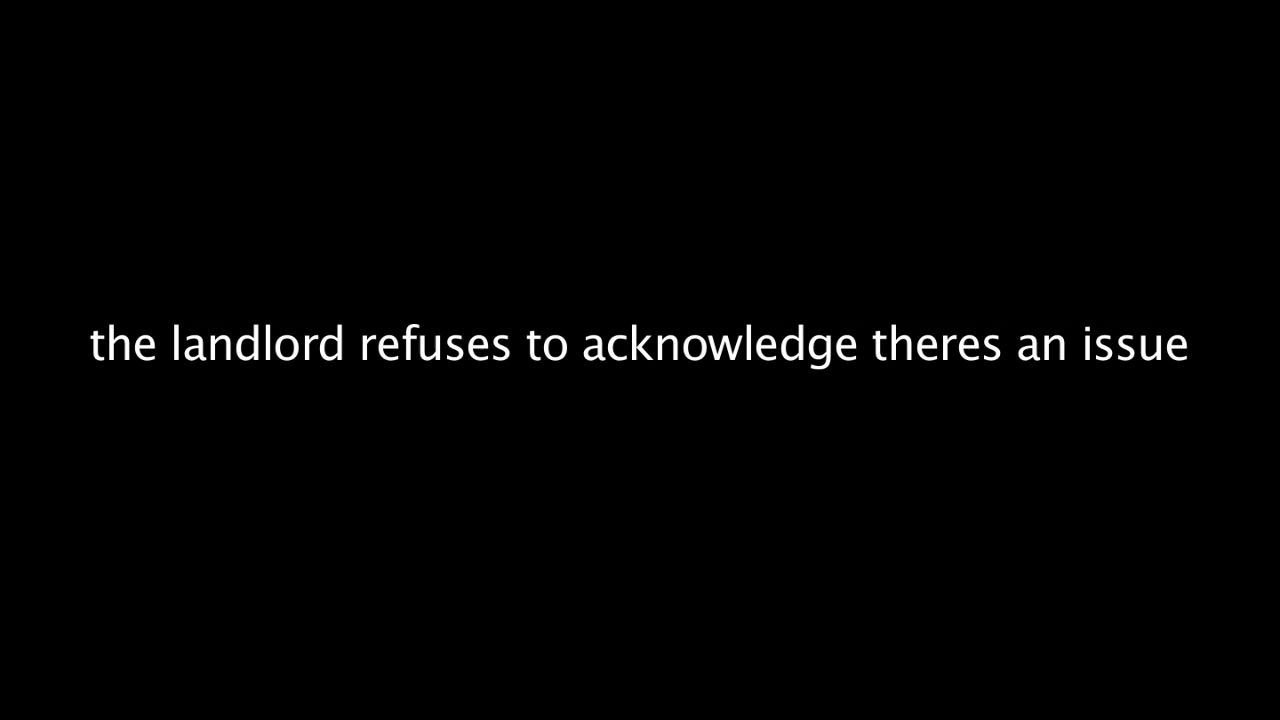 the landlord refuses to acknowledge theres an issue